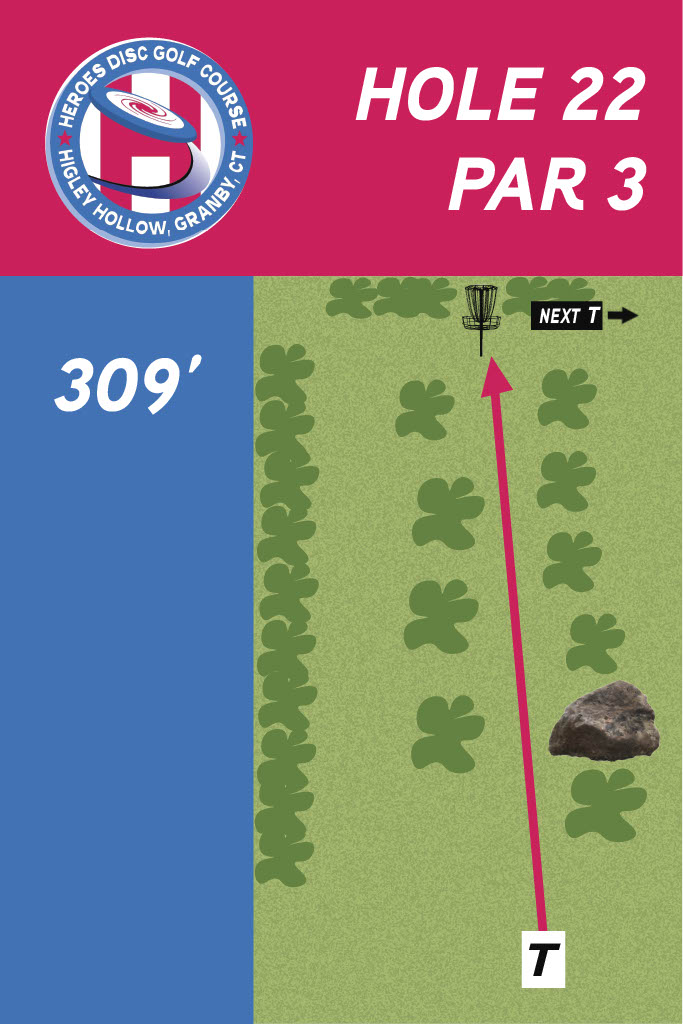 HEROES DISC GOLF COURSE
HIGLEY HOLLOW, GRANBY, CT
H
HOLE 22
PAR 3
309’
NEXT T
T